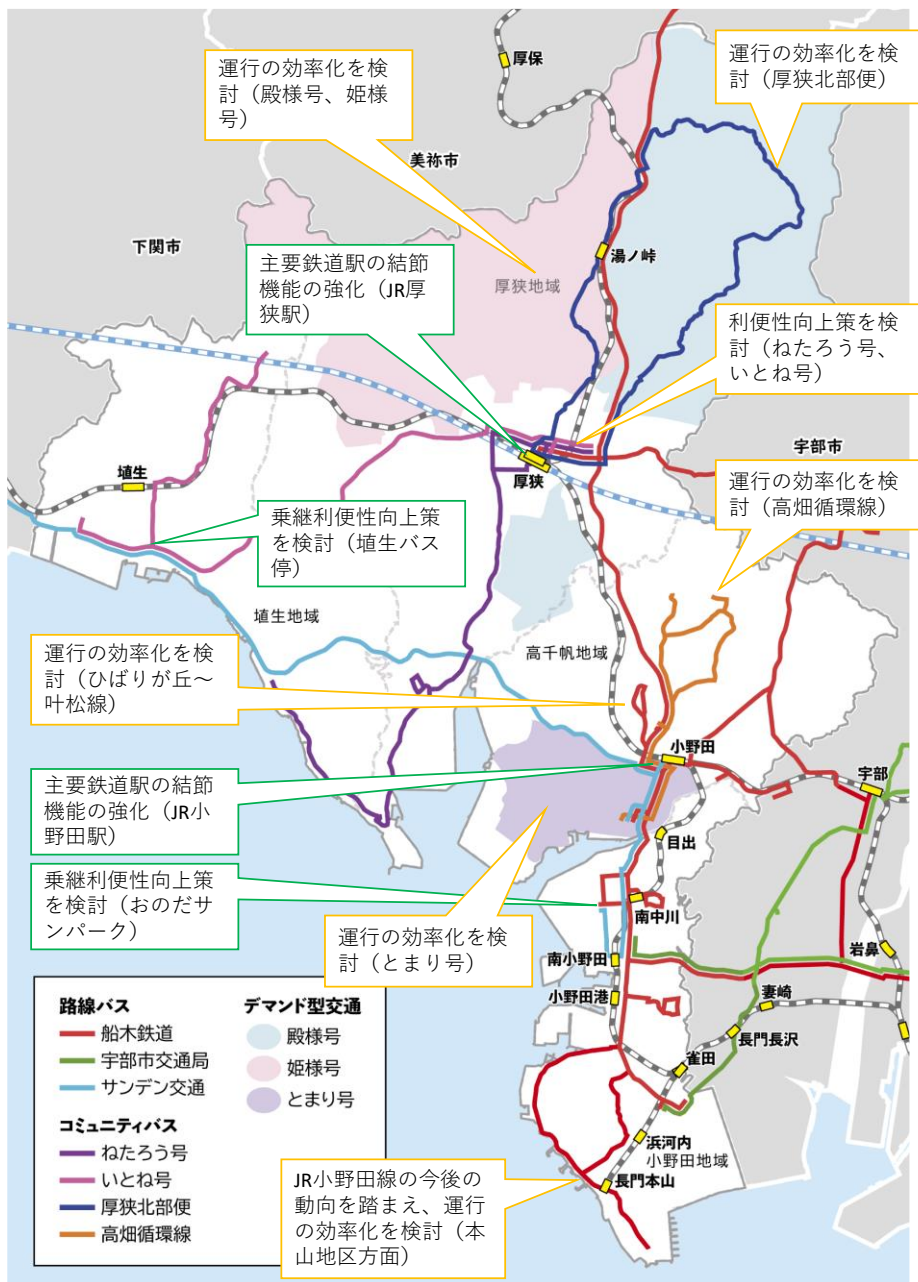 運行の効率化を検
討（殿様号、姫様
号）
運行の効率化を検
討（厚狭北部便）
厚保
美祢市
下関市
湯ノ峠
主要鉄道駅の結節
機能の強化（JR厚
狭駅）
厚狭地域
利便性向上策を検
討（ねたろう号、
いとね号）
宇部市
厚狭
埴生
運行の効率化を検
討（高畑循環線）
乗継利便性向上策
を検討（埴生バス
停）
埴生地域
高千帆地域
運行の効率化を検
討（ひばりが丘～
叶松線）
小野田
宇部
主要鉄道駅の結節
機能の強化（JR小
野田駅）
目出
乗継利便性向上策
を検討（おのだサ
ンパーク）
南中川
運行の効率化を検
討（とまり号）
岩鼻
南小野田
小野田港
妻崎
長門長沢
雀田
浜河内
小野田地域
長門本山
JR小野田線の今後の
動向を踏まえ、運行
の効率化を検討（本
山地区方面）
路線バス
船木鉄道
宇部市交通局
サンデン交通
コミュニティバス
ねたろう号
いとね号
厚狭北部便
高畑循環線
デマンド型交通
殿様号
姫様号
とまり号